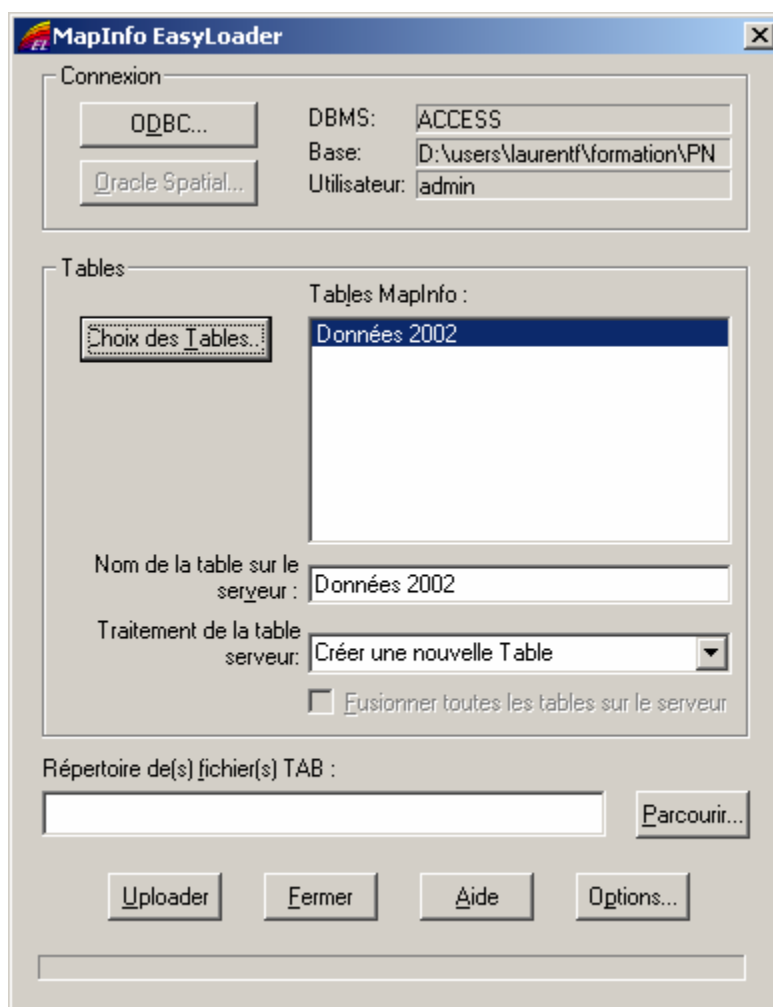 EL MapInfo EasyLoader
Connexion
ODBC...
DBMS: ACCESS
Base: D:\users\laurentf\formation\PN
Oracle Spatial...
Utilisateur: admin
Tables
Tables MapInfo :
Choix des Tables..
Données 2002
Nom de la table sur le
serveur : Données 2002
Traitement de la table
serveur: Créer une nouvelle Table
Fusionner toutes les tables sur le serveur
Répertoire de(s) fichier(s) TAB :
Parcourir...
Uploader
Fermer
Aide
Options...